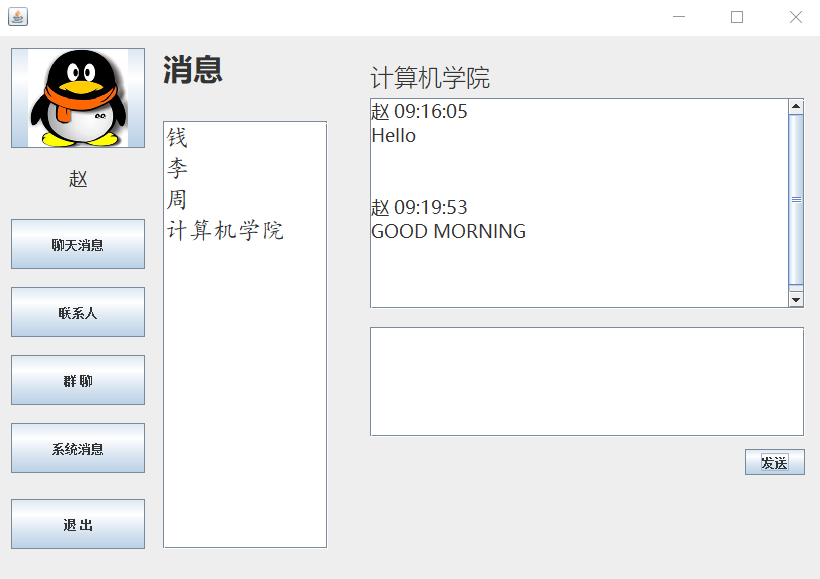 赵
聊天消息
联系人
群聊
系统消息
退出
消息
钱
李
周
计算机学院
计算机学院
赵 09:16:05
Hello
赵 09:19:53
GOOD MORNING
发送